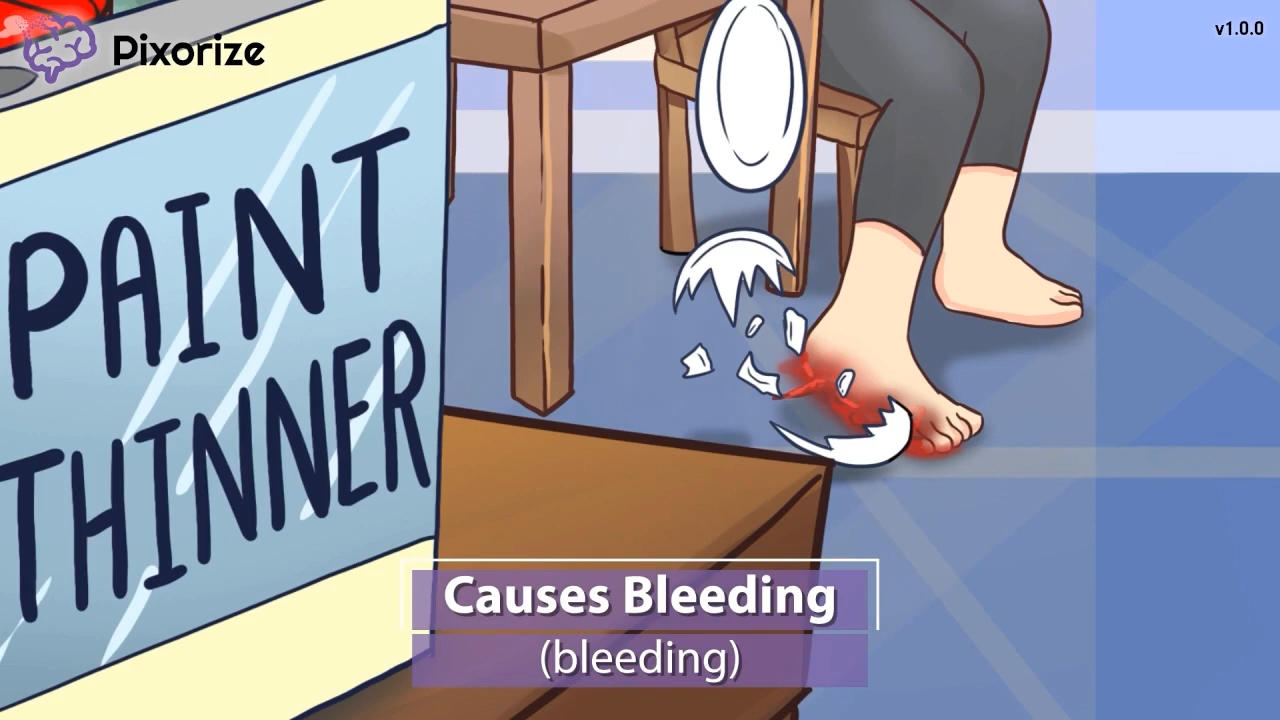 Pixorize
v1.0.0
PAINT
THINNER
Causes Bleeding
(bleeding)